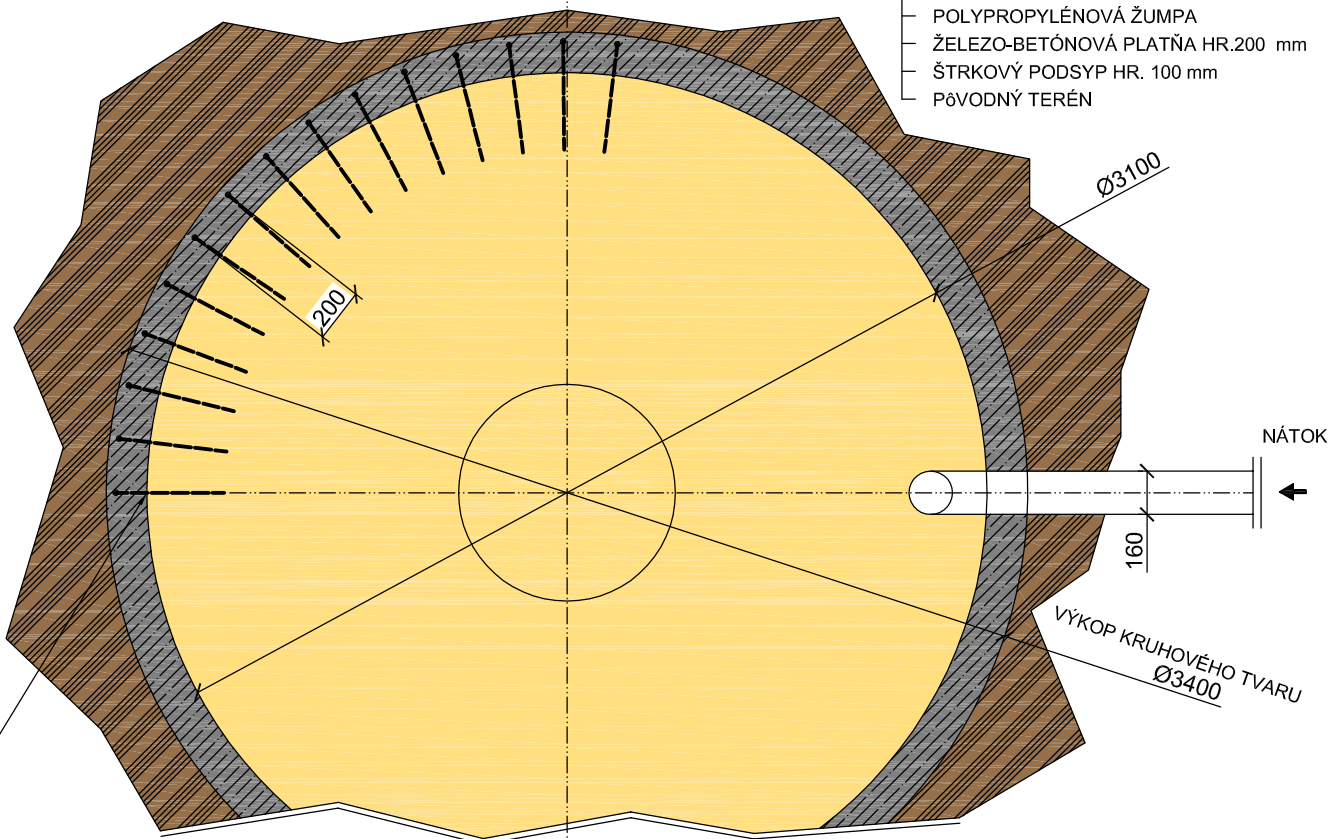 POLYPROPYLÉNOVÁ ŽUMPA
ŽELEZO-BETÓNOVÁ PLATŇA HR.200 mm
ŠTRKOVÝ PODSYP HR. 100 mm
PôVODNÝ TERÉN
Ø3100
200
NÁTOK
160
VÝKOP KRUHOVÉHO TVARU
Ø3400